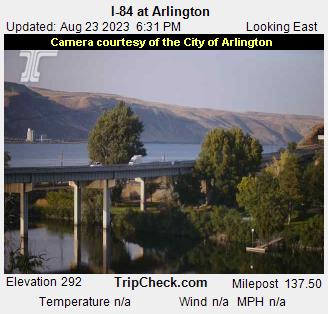 I-84 at Arlington
Updated: Aug 23 2023 6:31 PM Looking East
Camera courtesy of the City of Arlington
Elevation 292 TripCheck.com Milepost 137.50
Temperature n/a Wind n/a MPH n/a